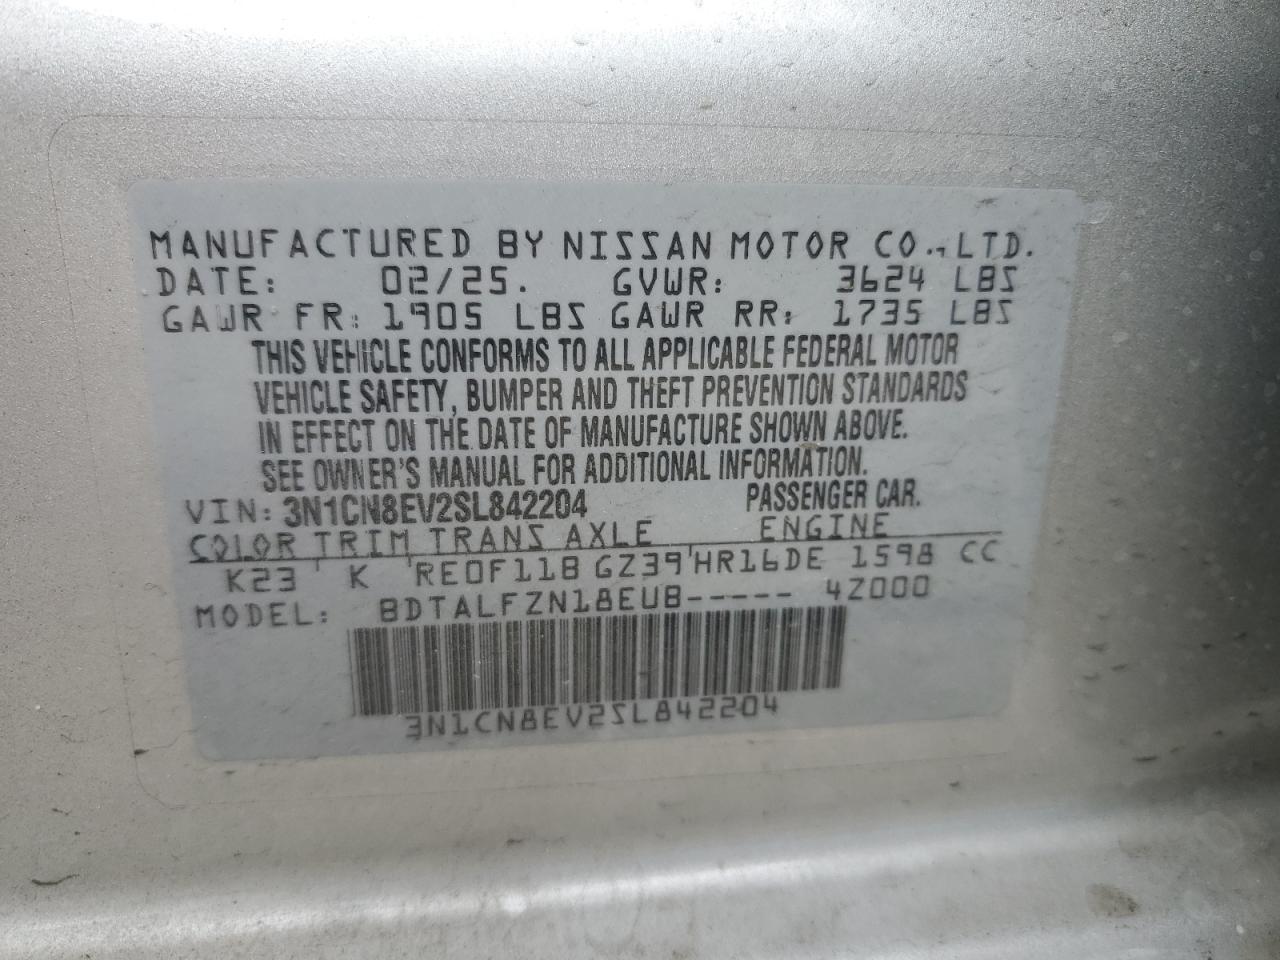 MANUFACTURED BY NISSAN MOTOR CO., LTD.
DATE: 02/25. GVWR: 3624 LBS
GAWR FR: 1905 LBS GAWR RR: 1735 LBS
THIS VEHICLE CONFORMS TO ALL APPLICABLE FEDERAL MOTOR
VEHICLE SAFETY, BUMPER AND THEFT PREVENTION STANDARDS
IN EFFECT ON THE DATE OF MANUFACTURE SHOWN ABOVE.
SEE OWNER'S MANUAL FOR ADDITIONAL INFORMATION.
VIN: 3N1CN8EV2SL842204 PASSENGER CAR.
COLOR TRIM TRANS AXLE ENGINE
K23 K RE0F11B GZ39 HR16DE 1598 CC
MODEL: BDTALFZN18EUB----- 4Z000
3N1CN8EV2SL842204